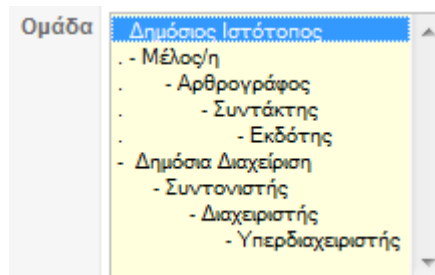 Ομάδα
Δημόσιος Ιστότοπος
. - Μέλος/η
. - Αρθρογράφος
. - Συντάκτης
. - Εκδότης
- Δημόσια Διαχείριση
- Συντονιστής
- Διαχειριστής
- Υπερδιαχειριστής